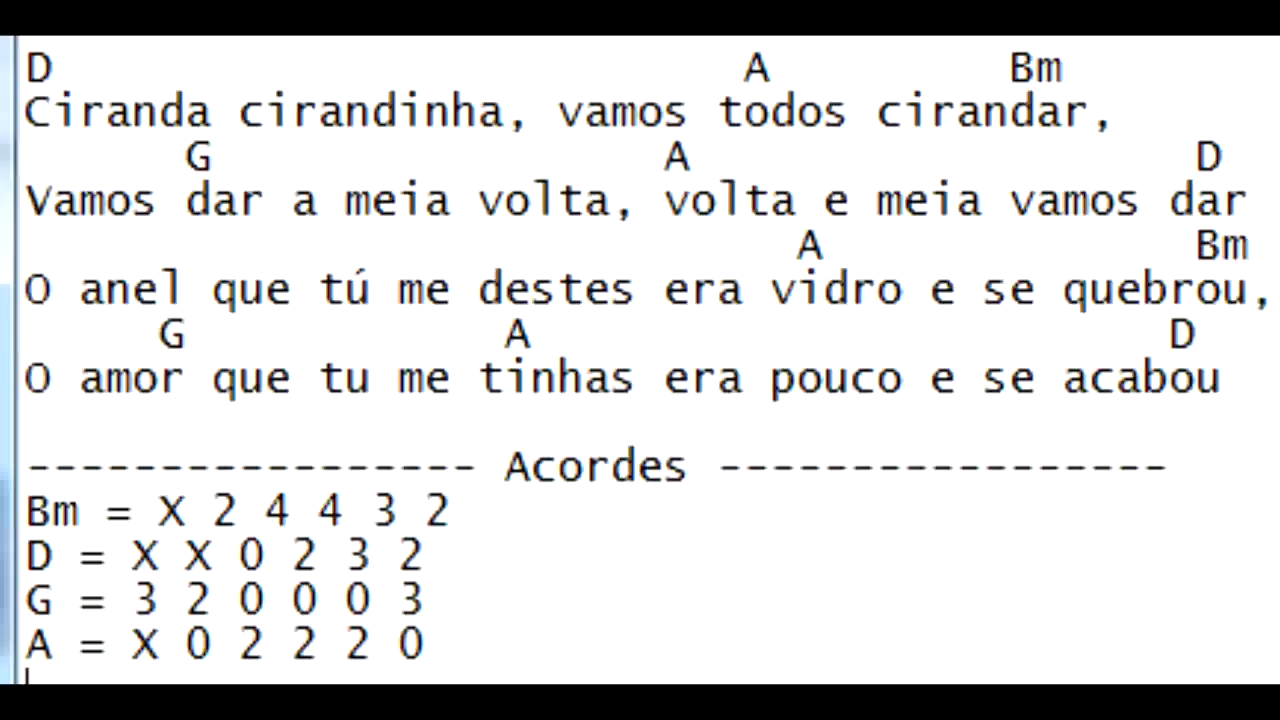 D                          A         Bm
Ciranda cirandinha, vamos todos cirandar,
      G                 A                   D
Vamos dar a meia volta, volta e meia vamos dar
                             A              Bm
O anel que tú me destes era vidro e se quebrou,
     G            A                        D
O amor que tu me tinhas era pouco e se acabou
----------------- Acordes -----------------
Bm = X 2 4 4 3 2
D = X X 0 2 3 2
G = 3 2 0 0 0 3
A = X 0 2 2 2 0